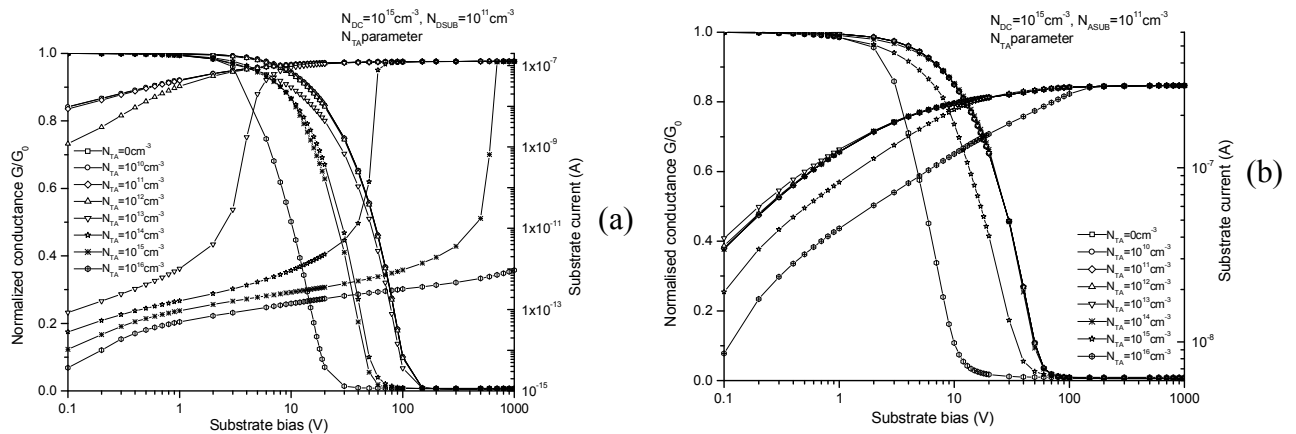 N_DC=10^15cm^-3, N_DSUB=10^11cm^-3
N_TA parameter
Normalized conductance G/G_0
1.0
0.8
0.6
0.4
0.2
0.0
N_TA=0cm^-3
N_TA=10^10cm^-3
N_TA=10^11cm^-3
N_TA=10^12cm^-3
N_TA=10^13cm^-3
N_TA=10^14cm^-3
N_TA=10^15cm^-3
N_TA=10^16cm^-3
1x10^-7
10^-9
10^-11
10^-13
10^-15
Substrate current (A)
0.1 1 10 100 1000
Substrate bias (V)
(a)
N_DC=10^15cm^-3, N_ASUB=10^11cm^-3
N_TA parameter
Normalised conductance G/G_0
1.0
0.8
0.6
0.4
0.2
0.0
N_TA=0cm^-3
N_TA=10^10cm^-3
N_TA=10^11cm^-3
N_TA=10^12cm^-3
N_TA=10^13cm^-3
N_TA=10^14cm^-3
N_TA=10^15cm^-3
N_TA=10^16cm^-3
10^-7
10^-8
Substrate current (A)
0.1 1 10 100 1000
Substrate bias (V)
(b)